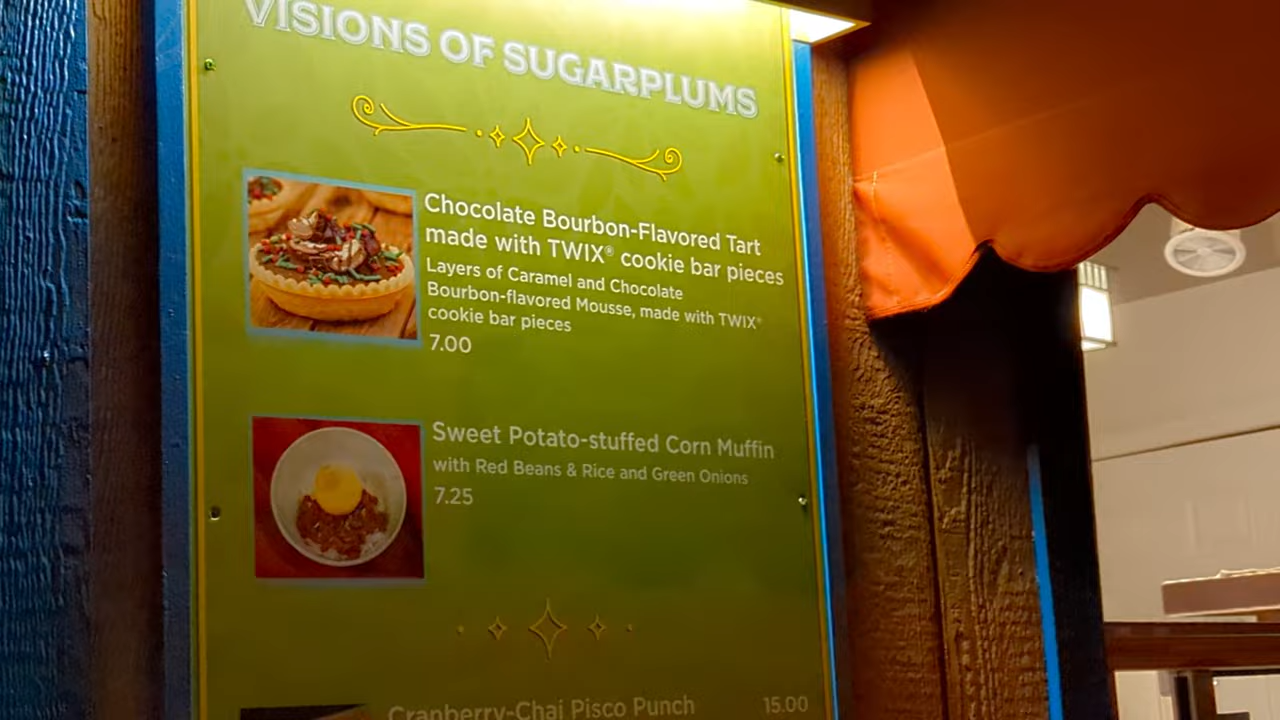 VISIONS OF SUGARPLUMS
Chocolate Bourbon-Flavored Tart
made with TWIX® cookie bar pieces
Layers of Caramel and Chocolate
Bourbon-flavored Mousse, made with TWIX®
cookie bar pieces
7.00
Sweet Potato-stuffed Corn Muffin
with Red Beans & Rice and Green Onions
7.25
Cranberry-Chai Pisco Punch 15.00